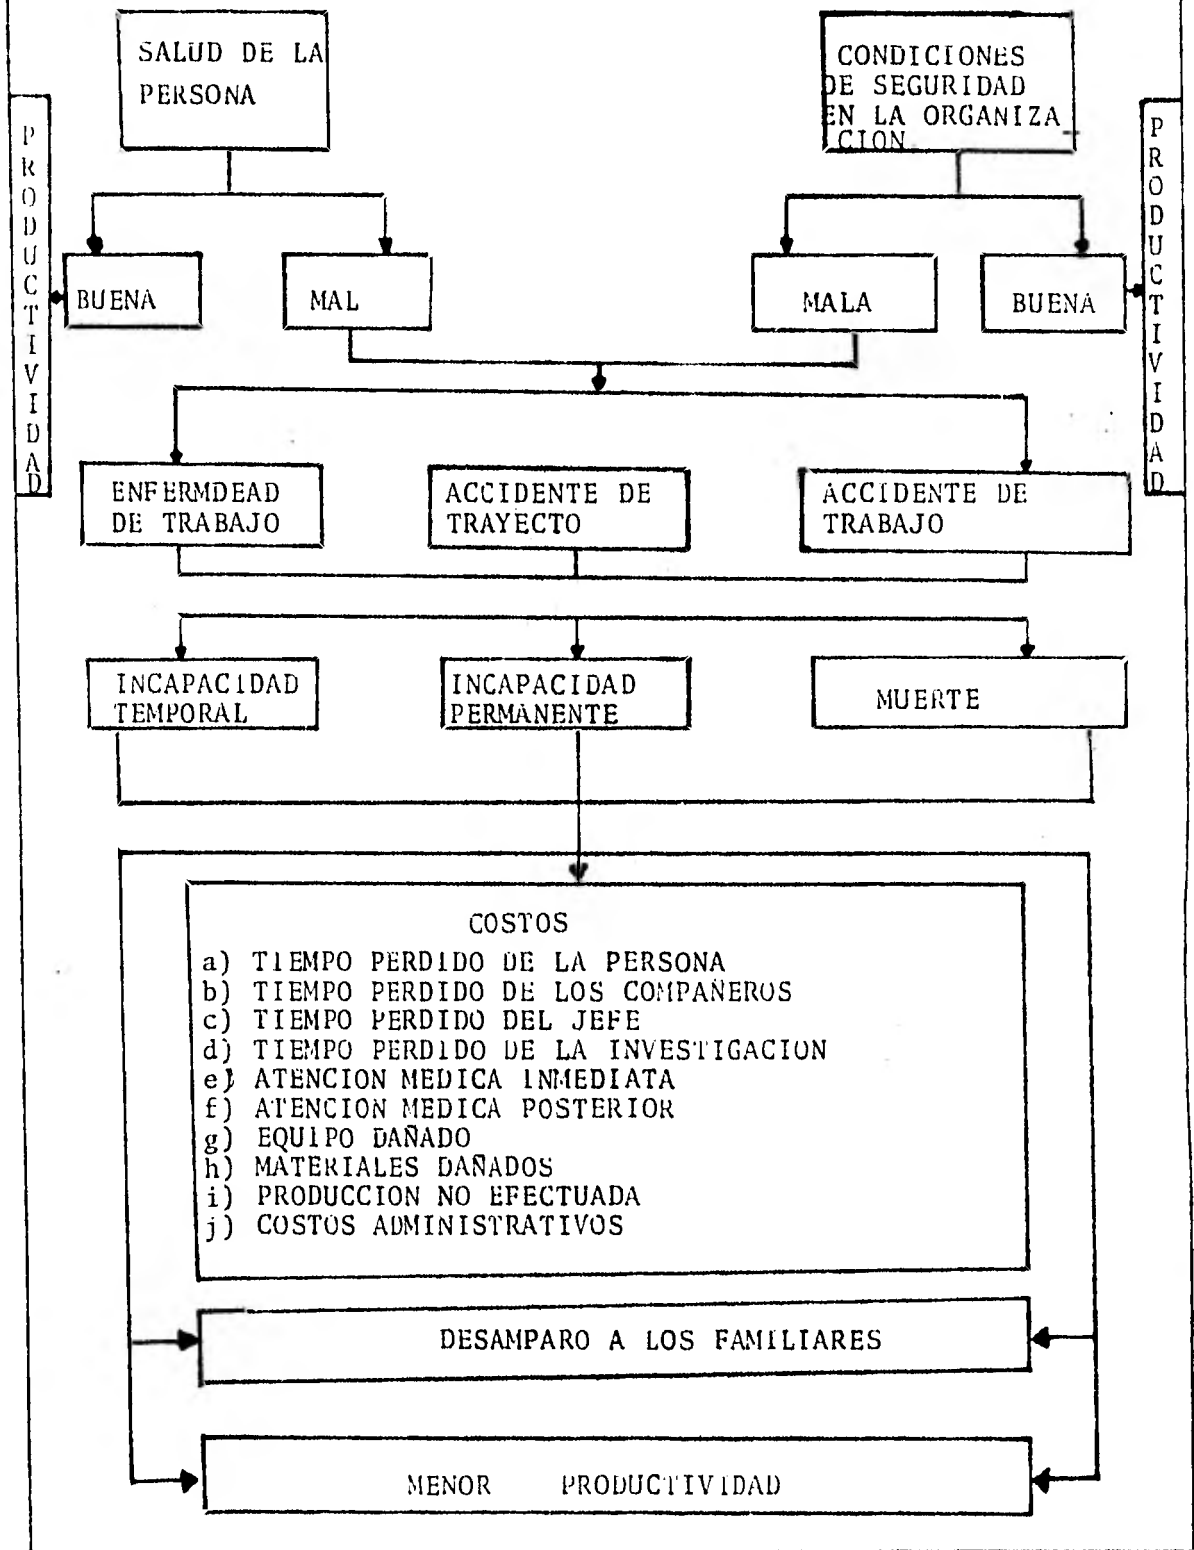 SALUD DE LA
PERSONA
CONDICIONES
DE SEGURIDAD
EN LA ORGANIZA
CION
PRODUCTIVIDAD
PRODUCTIVIDAD
BUENA
MAL
MALA
BUENA
ENFERMDEAD
DE TRABAJO
ACCIDENTE DE
TRAYECTO
ACCIDENTE DE
TRABAJO
INCAPACIDAD
TEMPORAL
INCAPACIDAD
PERMANENTE
MUERTE
COSTOS
a) TIEMPO PERDIDO DE LA PERSONA
b) TIEMPO PERDIDO DE LOS COMPAÑEROS
c) TIEMPO PERDIDO DEL JEFE
d) TIEMPO PERDIDO DE LA INVESTIGACION
e) ATENCION MEDICA INMEDIATA
f) ATENCION MEDICA POSTERIOR
g) EQUIPO DAÑADO
h) MATERIALES DAÑADOS
i) PRODUCCION NO EFECTUADA
j) COSTOS ADMINISTRATIVOS
DESAMPARO A LOS FAMILIARES
MENOR PRODUCTIVIDAD